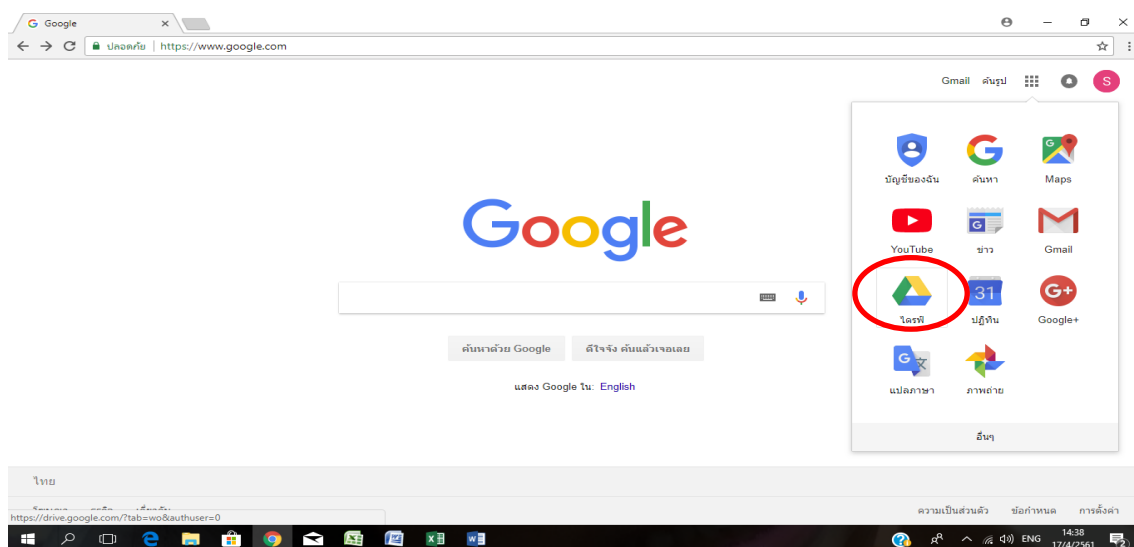 Google
ปลอดภัย | https://www.google.com
Gmail ค้นรูป S
บัญชีของฉัน ค้นหา Maps
YouTube ข่าว Gmail
31 G+
ไดรฟ์ ปฏิทิน Google+
แปลภาษา ภาพถ่าย
อื่นๆ
Google
ค้นหาด้วย Google ดีใจจัง ค้นแล้วเจอเลย
แสดง Google ใน: English
ไทย
ความเป็นส่วนตัว ข้อกำหนด การตั้งค่า
https://drive.google.com/?tab=wo&authuser=0
ENG 14:38
17/4/2561